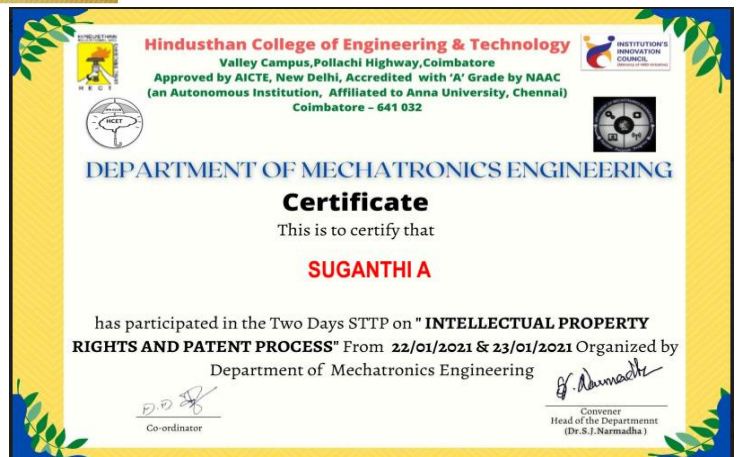 HINDUSTHAN
HECT
Hindusthan College of Engineering & Technology
Valley Campus,Pollachi Highway,Coimbatore
Approved by AICTE, New Delhi, Accredited with ‘A’ Grade by NAAC
(an Autonomous Institution, Affiliated to Anna University, Chennai)
Coimbatore – 641 032
INSTITUTION'S
INNOVATION
COUNCIL
HCET
DEPARTMENT OF MECHATRONICS ENGINEERING
Certificate
This is to certify that
SUGANTHI A
has participated in the Two Days STTP on " INTELLECTUAL PROPERTY
RIGHTS AND PATENT PROCESS" From 22/01/2021 & 23/01/2021 Organized by
Department of Mechatronics Engineering
Co-ordinator
Convener
Head of the Departmennt
(Dr.S.J.Narmadha )